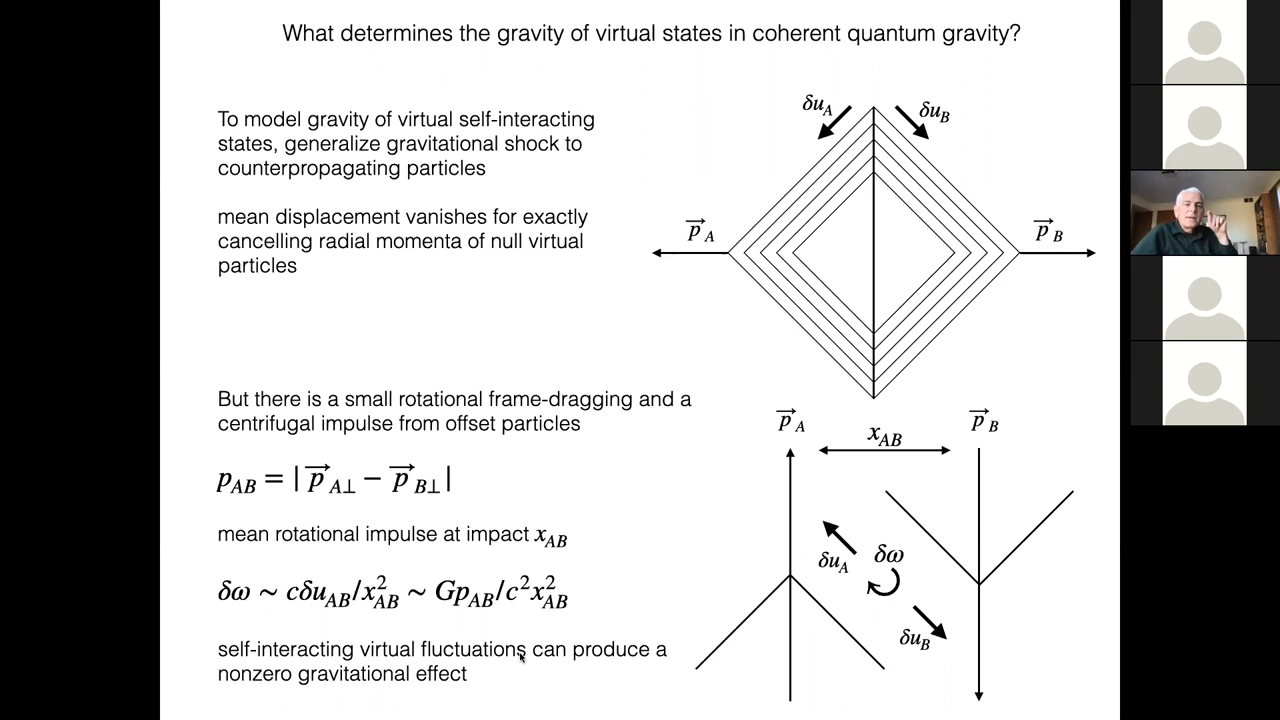 What determines the gravity of virtual states in coherent quantum gravity?
To model gravity of virtual self-interacting
states, generalize gravitational shock to
counterpropagating particles
mean displacement vanishes for exactly
cancelling radial momenta of null virtual
particles
δu_A
δu_B
p⃗_A
p⃗_B
But there is a small rotational frame-dragging and a
centrifugal impulse from offset particles
p_AB = | p⃗_A⊥ − p⃗_B⊥ |
mean rotational impulse at impact x_AB
δω ∼ cδu_AB/x²_AB ∼ Gp_AB/c²x²_AB
self-interacting virtual fluctuations can produce a
nonzero gravitational effect
p⃗_A
x_AB
p⃗_B
δu_A
δω
δu_B